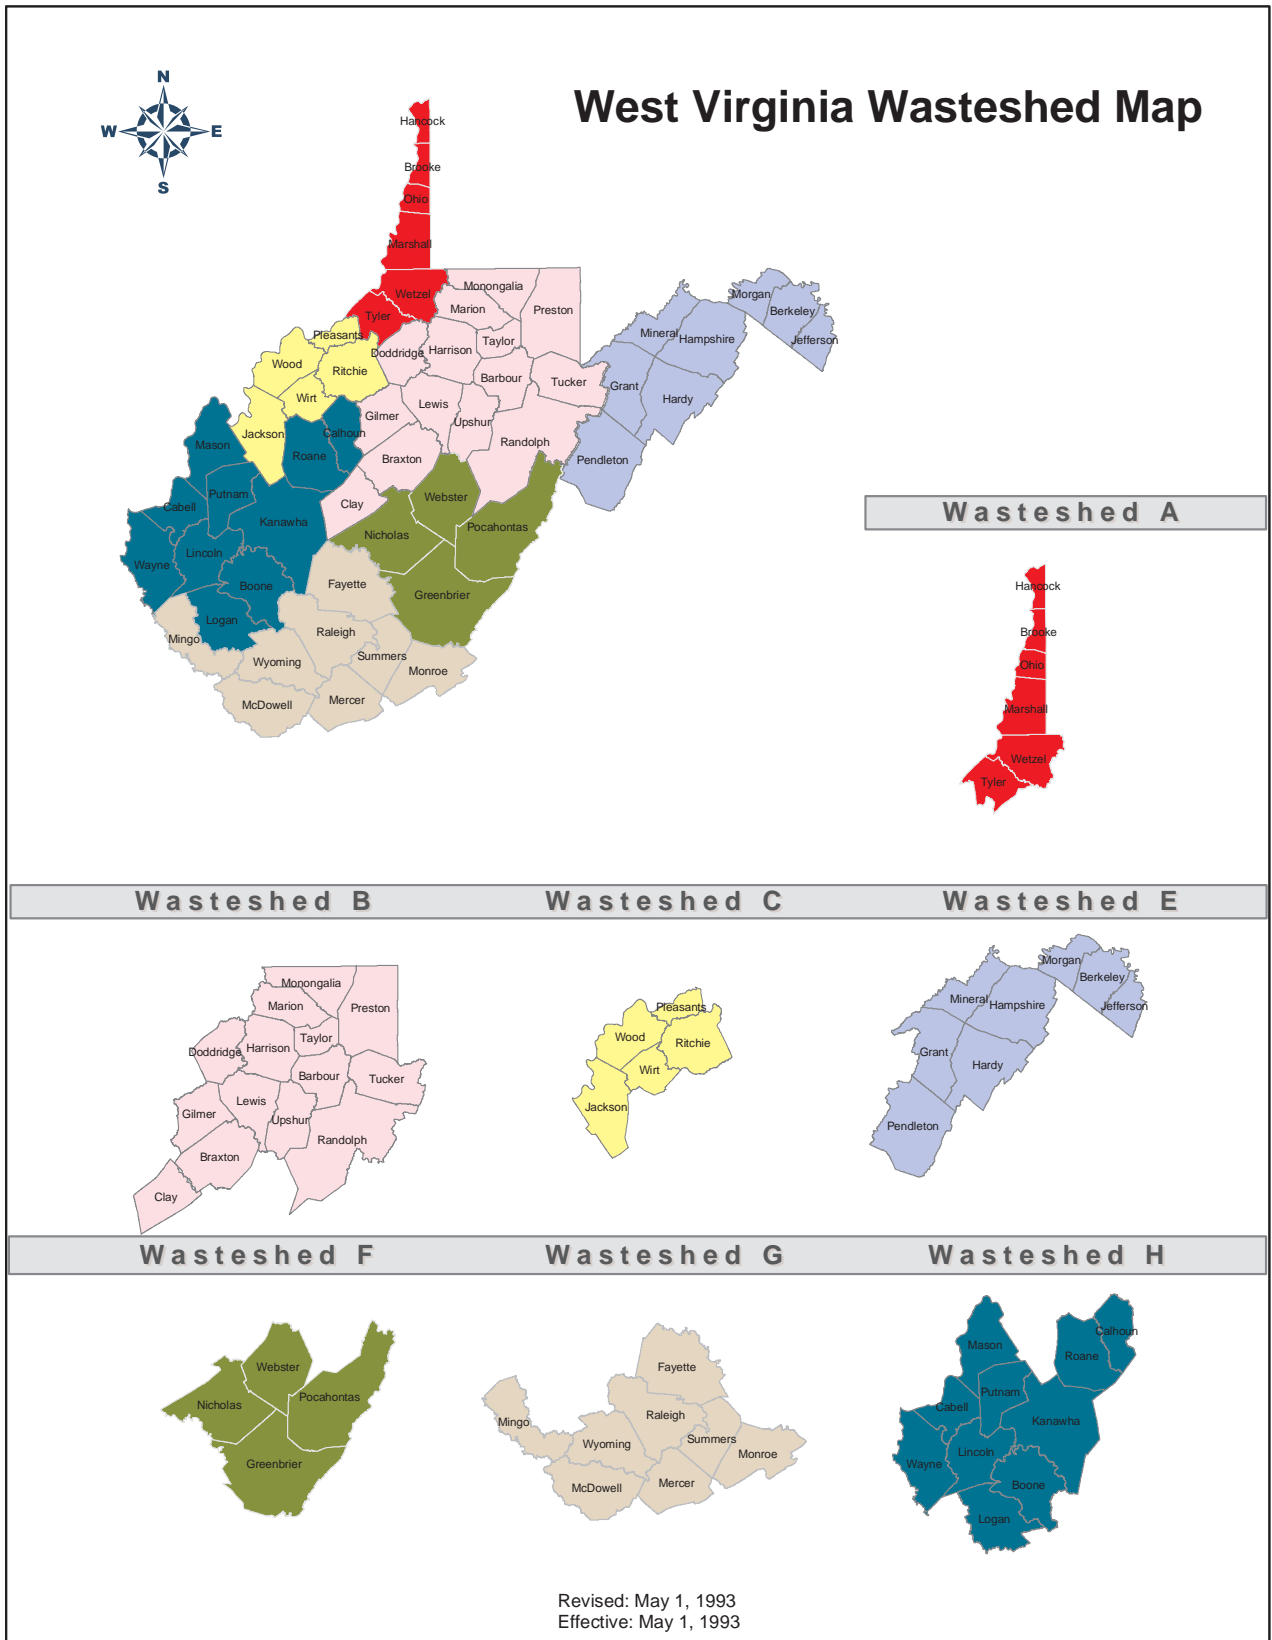 N
W E
S
West Virginia Wasteshed Map
Hancock
Brooke
Ohio
Marshall
Wetzel
Tyler
Monongalia
Marion
Preston
Pleasants
Doddridge
Harrison
Taylor
Wood
Ritchie
Barbour
Tucker
Wirt
Lewis
Gilmer
Upshur
Jackson
Calhoun
Randolph
Mason
Roane
Braxton
Webster
Putnam
Clay
Cabell
Kanawha
Pocahontas
Nicholas
Lincoln
Wayne
Boone
Fayette
Greenbrier
Logan
Raleigh
Mingo
Summers
Wyoming
Monroe
McDowell
Mercer
Morgan
Berkeley
Mineral
Hampshire
Jefferson
Grant
Hardy
Pendleton
Wasteshed A
Hancock
Brooke
Ohio
Marshall
Wetzel
Tyler
Wasteshed B
Wasteshed C
Wasteshed E
Monongalia
Marion
Preston
Taylor
Doddridge
Harrison
Barbour
Tucker
Lewis
Gilmer
Upshur
Randolph
Braxton
Clay
Pleasants
Wood
Ritchie
Wirt
Jackson
Morgan
Berkeley
Mineral
Hampshire
Jefferson
Grant
Hardy
Pendleton
Wasteshed F
Wasteshed G
Wasteshed H
Webster
Pocahontas
Nicholas
Greenbrier
Fayette
Raleigh
Mingo
Summers
Wyoming
Monroe
McDowell
Mercer
Calhoun
Mason
Roane
Putnam
Cabell
Kanawha
Lincoln
Wayne
Boone
Logan
Revised: May 1, 1993
Effective: May 1, 1993